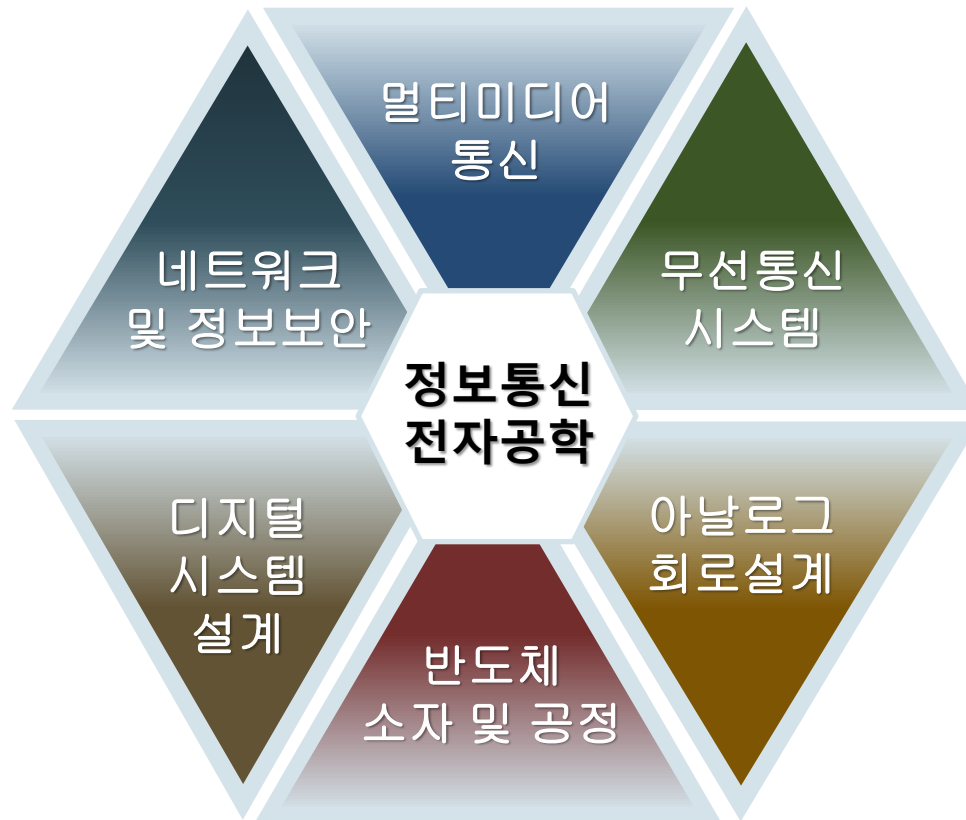 멀티미디어
통신
네트워크
및 정보보안
무선통신
시스템
정보통신
전자공학
디지털
시스템
설계
아날로그
회로설계
반도체
소자 및 공정